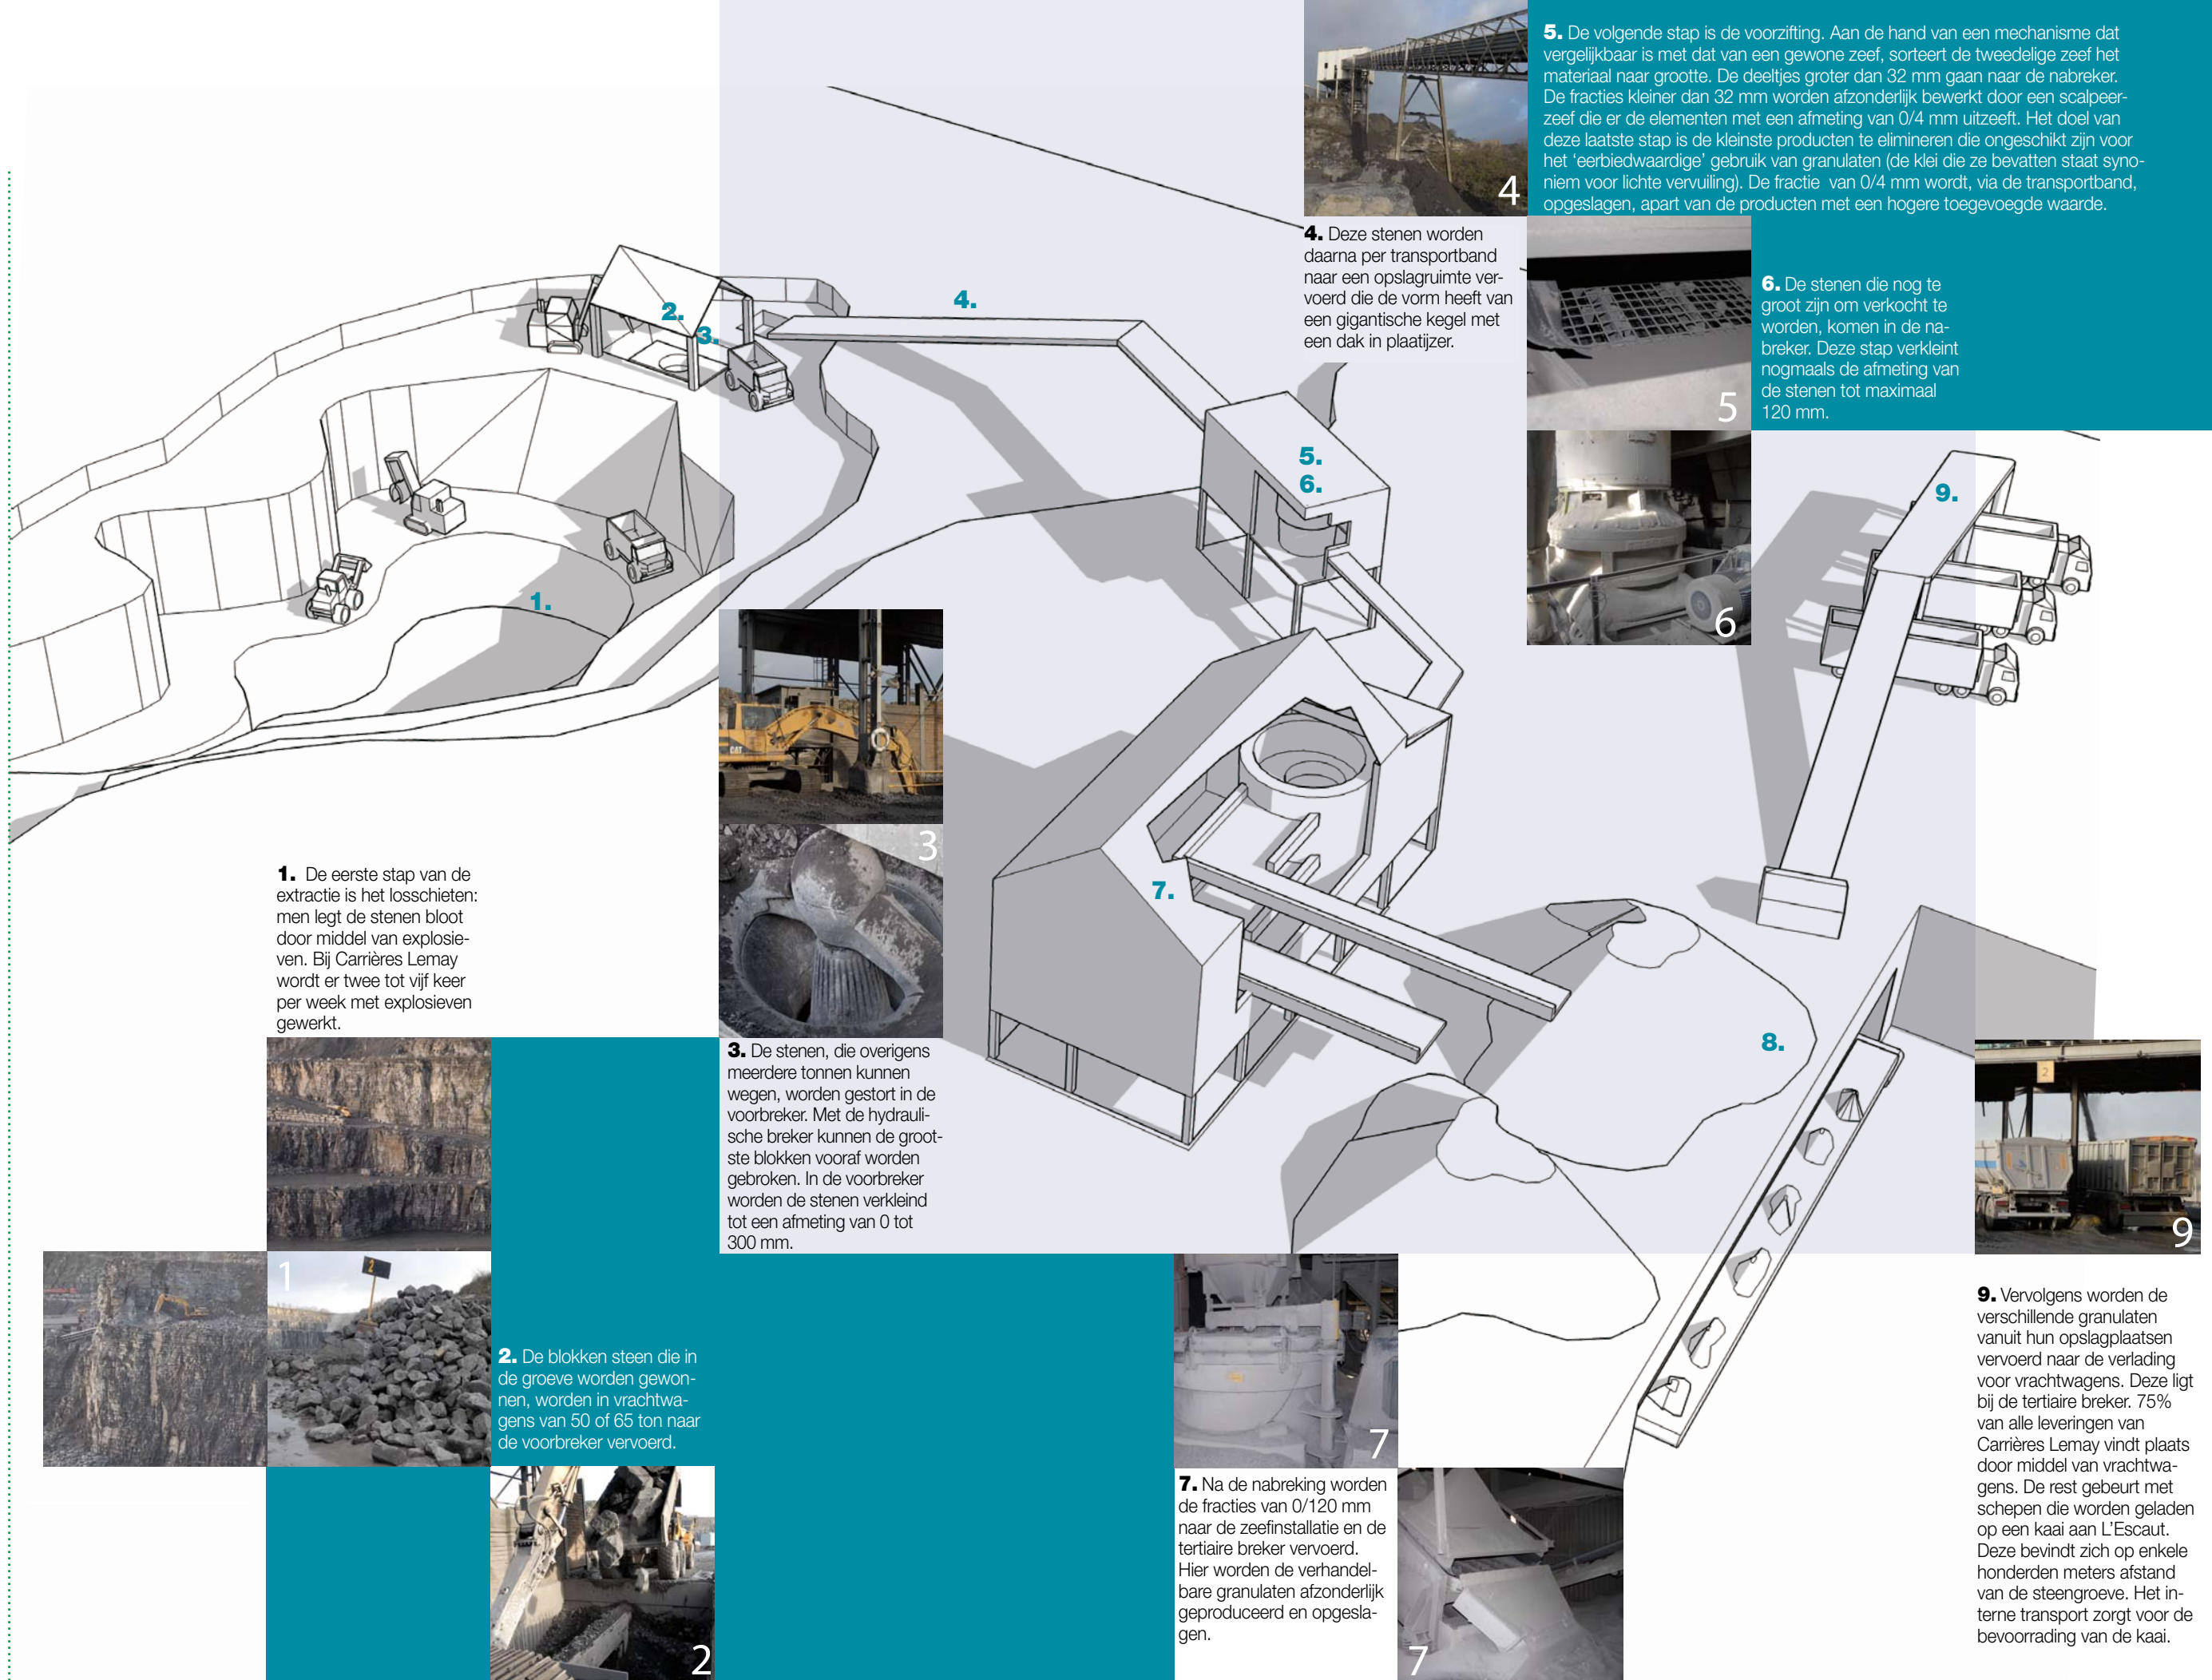 5. De volgende stap is de voorzifting. Aan de hand van een mechanisme dat
vergelijkbaar is met dat van een gewone zeef, sorteert de tweedelige zeef het
materiaal naar grootte. De deeltjes groter dan 32 mm gaan naar de nabreker.
De fracties kleiner dan 32 mm worden afzonderlijk bewerkt door een scalpeer-
zeef die er de elementen met een afmeting van 0/4 mm uitzeeft. Het doel van
deze laatste stap is de kleinste producten te elimineren die ongeschikt zijn voor
het ‘eerbiedwaardige’ gebruik van granulaten (de klei die ze bevatten staat syno-
niem voor lichte vervuiling). De fractie van 0/4 mm wordt, via de transportband,
opgeslagen, apart van de producten met een hogere toegevoegde waarde.
4
4. Deze stenen worden
daarna per transportband
naar een opslagruimte ver-
voerd die de vorm heeft van
een gigantische kegel met
een dak in plaatijzer.
5
6. De stenen die nog te
groot zijn om verkocht te
worden, komen in de na-
breker. Deze stap verkleint
nogmaals de afmeting van
de stenen tot maximaal
120 mm.
6
2.
3.
4.
5.
6.
9.
1.
7.
8.
CAT
3
1. De eerste stap van de
extractie is het losschieten:
men legt de stenen bloot
door middel van explosie-
ven. Bij Carrières Lemay
wordt er twee tot vijf keer
per week met explosieven
gewerkt.
3. De stenen, die overigens
meerdere tonnen kunnen
wegen, worden gestort in de
voorbreker. Met de hydrauli-
sche breker kunnen de groot-
ste blokken vooraf worden
gebroken. In de voorbreker
worden de stenen verkleind
tot een afmeting van 0 tot
300 mm.
1
2
2. De blokken steen die in
de groeve worden gewon-
nen, worden in vrachtwa-
gens van 50 of 65 ton naar
de voorbreker vervoerd.
2
7
7. Na de nabreking worden
de fracties van 0/120 mm
naar de zeefinstallatie en de
tertiaire breker vervoerd.
Hier worden de verhandel-
bare granulaten afzonderlijk
geproduceerd en opgesla-
gen.
7
2
9
9. Vervolgens worden de
verschillende granulaten
vanuit hun opslagplaatsen
vervoerd naar de verlading
voor vrachtwagens. Deze ligt
bij de tertiaire breker. 75%
van alle leveringen van
Carrières Lemay vindt plaats
door middel van vrachtwa-
gens. De rest gebeurt met
schepen die worden geladen
op een kaai aan L’Escaut.
Deze bevindt zich op enkele
honderden meters afstand
van de steengroeve. Het in-
terne transport zorgt voor de
bevoorrading van de kaai.